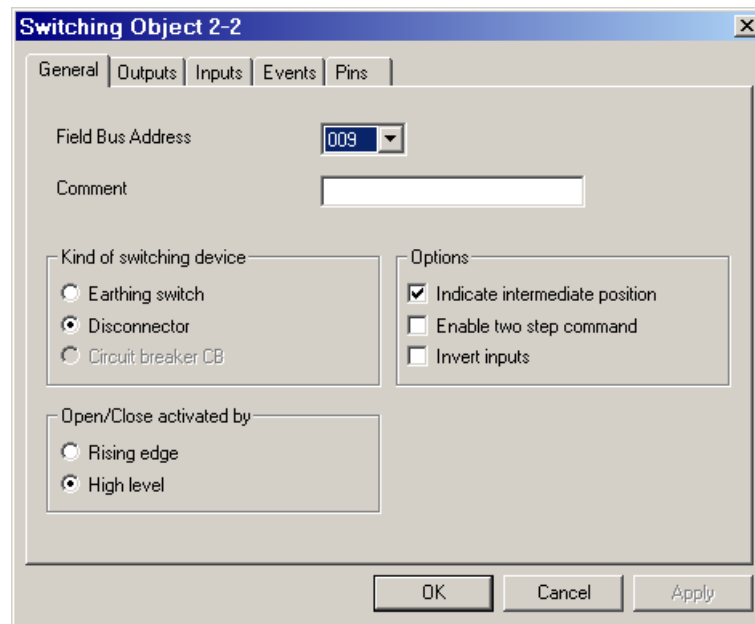 Switching Object 2-2
General Outputs Inputs Events Pins
Field Bus Address 009
Comment
Kind of switching device
Earthing switch
Disconnector
Circuit breaker CB
Options
Indicate intermediate position
Enable two step command
Invert inputs
Open/Close activated by
Rising edge
High level
OK Cancel Apply